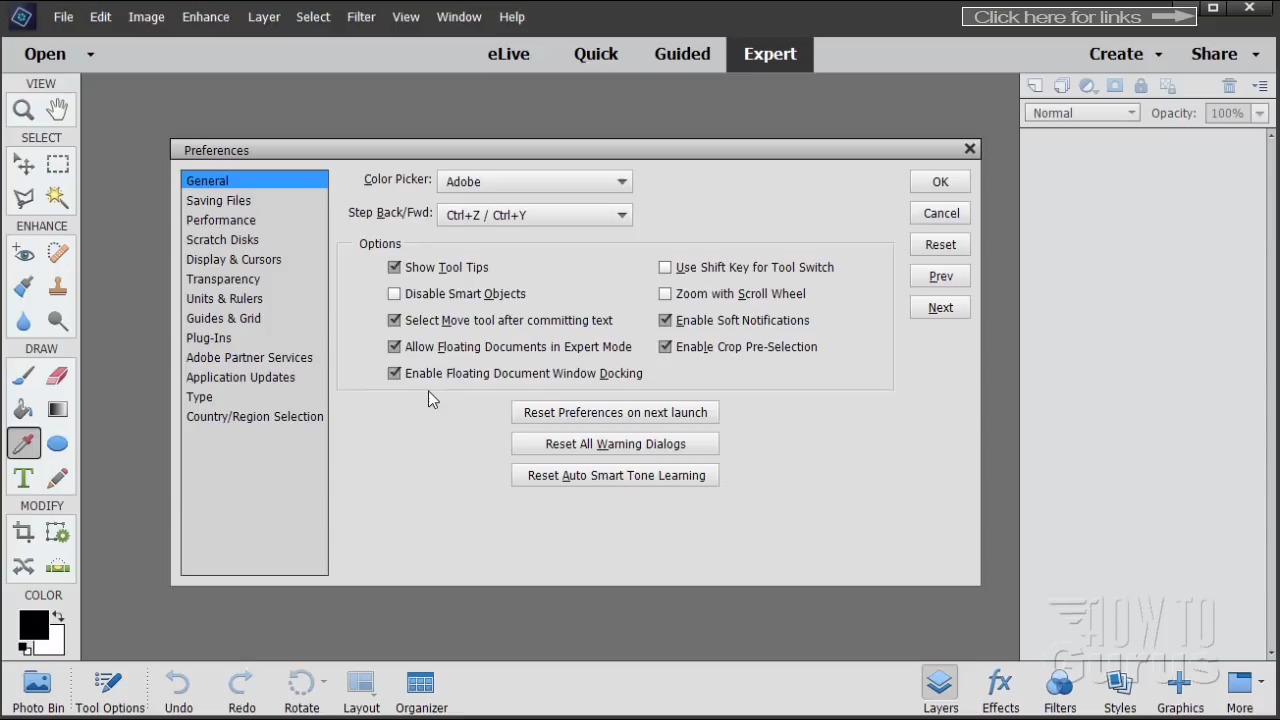 File Edit Image Enhance Layer Select Filter View Window Help
Click here for links
Open eLive Quick Guided Expert Create Share
VIEW
SELECT
ENHANCE
DRAW
MODIFY
COLOR
Normal Opacity: 100%
Preferences
General
Saving Files
Performance
Scratch Disks
Display & Cursors
Transparency
Units & Rulers
Guides & Grid
Plug-Ins
Adobe Partner Services
Application Updates
Type
Country/Region Selection
Color Picker: Adobe
Step Back/Fwd: Ctrl+Z / Ctrl+Y
Options
Show Tool Tips
Disable Smart Objects
Select Move tool after committing text
Allow Floating Documents in Expert Mode
Enable Floating Document Window Docking
Use Shift Key for Tool Switch
Zoom with Scroll Wheel
Enable Soft Notifications
Enable Crop Pre-Selection
Reset Preferences on next launch
Reset All Warning Dialogs
Reset Auto Smart Tone Learning
OK
Cancel
Reset
Prev
Next
HOW TO
Gurus
Photo Bin Tool Options Undo Redo Rotate Layout Organizer Layers Effects Filters Styles Graphics More